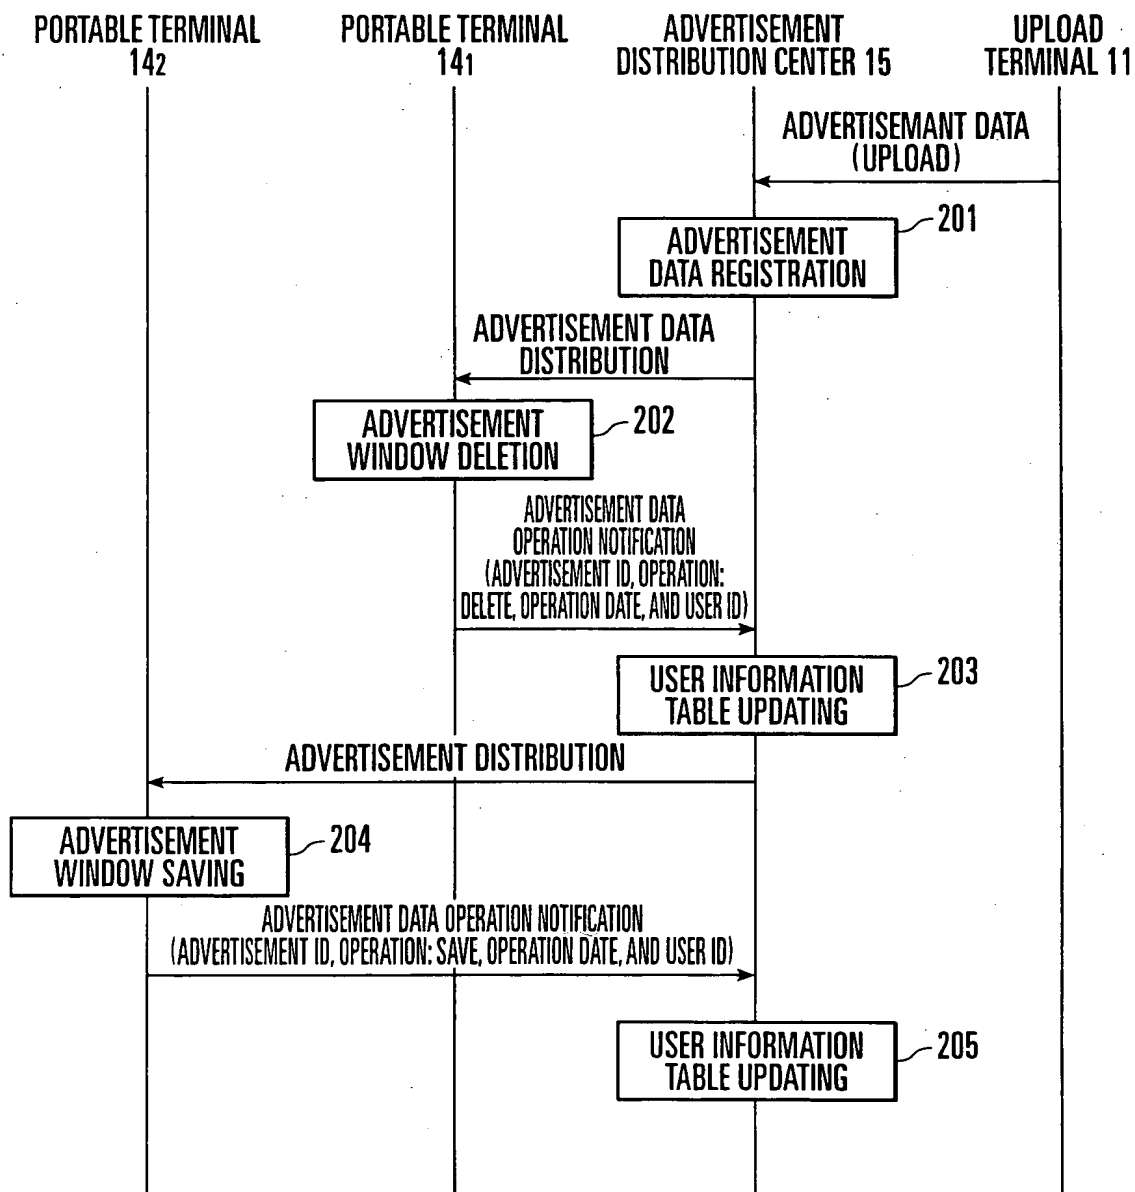 PORTABLE TERMINAL
142
PORTABLE TERMINAL
141
ADVERTISEMENT
DISTRIBUTION CENTER 15
UPLOAD
TERMINAL 11
ADVERTISEMANT DATA
(UPLOAD)
201
ADVERTISEMENT
DATA REGISTRATION
ADVERTISEMENT DATA
DISTRIBUTION
202
ADVERTISEMENT
WINDOW DELETION
ADVERTISEMENT DATA
OPERATION NOTIFICATION
(ADVERTISEMENT ID, OPERATION:
DELETE, OPERATION DATE, AND USER ID)
203
USER INFORMATION
TABLE UPDATING
ADVERTISEMENT DISTRIBUTION
204
ADVERTISEMENT
WINDOW SAVING
ADVERTISEMENT DATA OPERATION NOTIFICATION
(ADVERTISEMENT ID, OPERATION: SAVE, OPERATION DATE, AND USER ID)
205
USER INFORMATION
TABLE UPDATING